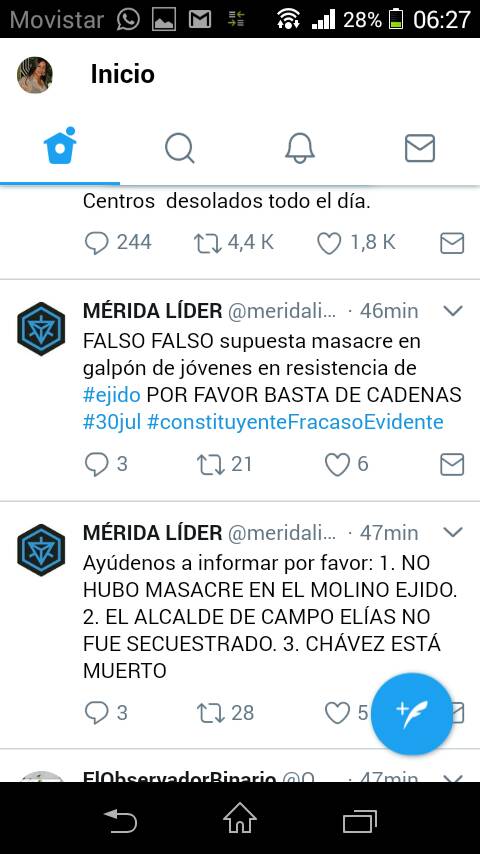 Movistar 28% 06:27
Inicio
Centros desolados todo el día.
244 4,4 K 1,8 K
MÉRIDA LÍDER @meridali... · 46min
FALSO FALSO supuesta masacre en
galpón de jóvenes en resistencia de
#ejido POR FAVOR BASTA DE CADENAS
#30jul #constituyenteFracasoEvidente
3 21 6
MÉRIDA LÍDER @meridali... · 47min
Ayúdenos a informar por favor: 1. NO
HUBO MASACRE EN EL MOLINO EJIDO.
2. EL ALCALDE DE CAMPO ELÍAS NO
FUE SECUESTRADO. 3. CHÁVEZ ESTÁ
MUERTO
3 28 5
ElObservadorBinario @O... · 47min